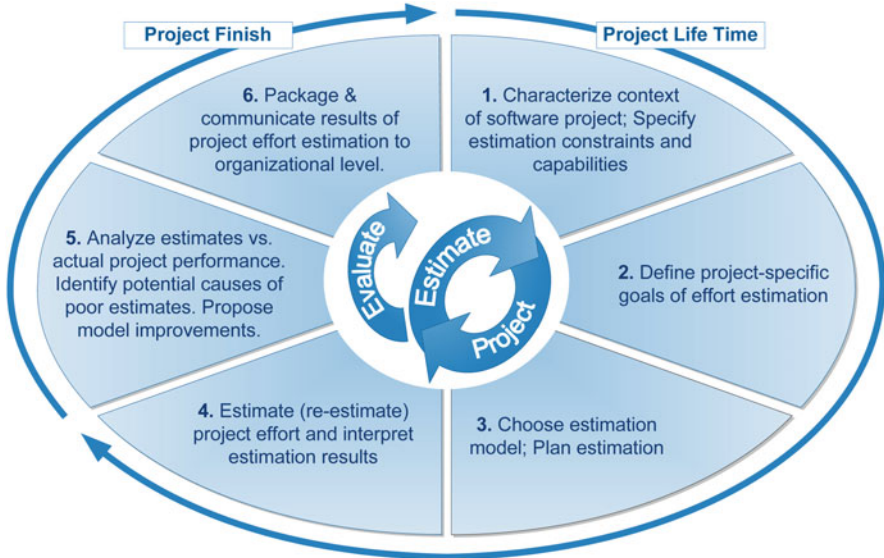 Project Finish
Project Life Time
6. Package &
communicate results of
project effort estimation to
organizational level.
1. Characterize context
of software project; Specify
estimation constraints and
capabilities
5. Analyze estimates vs.
actual project performance.
Identify potential causes of
poor estimates. Propose
model improvements.
Evaluate
Estimate
Project
2. Define project-specific
goals of effort estimation
4. Estimate (re-estimate)
project effort and interpret
estimation results
3. Choose estimation
model; Plan estimation